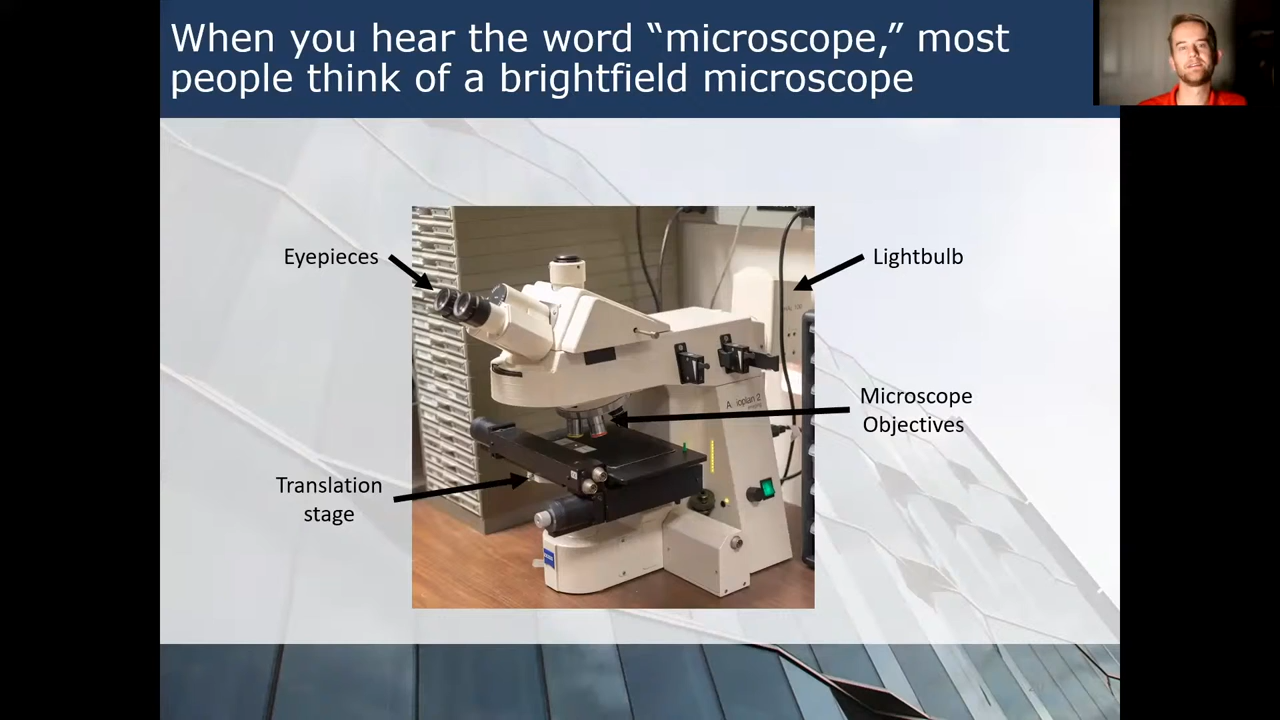 When you hear the word “microscope,” most
people think of a brightfield microscope
Eyepieces
Lightbulb
Microscope
Objectives
Translation
stage